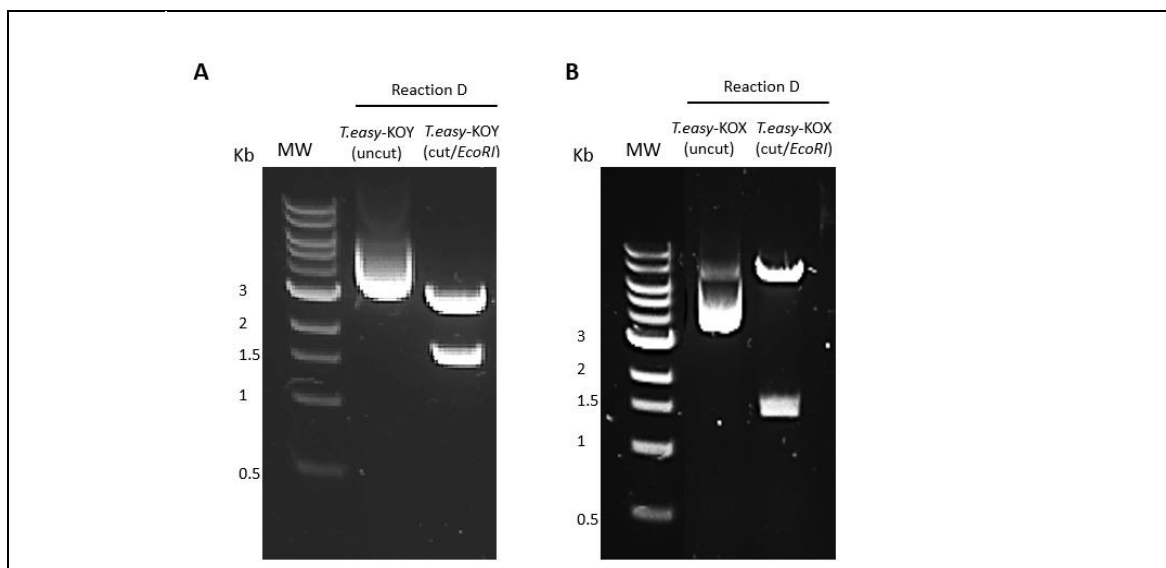 A
Reaction D
T.easy-KOY T.easy-KOY
Kb MW (uncut) (cut/EcoRI)
3
2
1.5
1
0.5
B
Reaction D
T.easy-KOX T.easy-KOX
Kb MW (uncut) (cut/EcoRI)
3
2
1.5
1
0.5